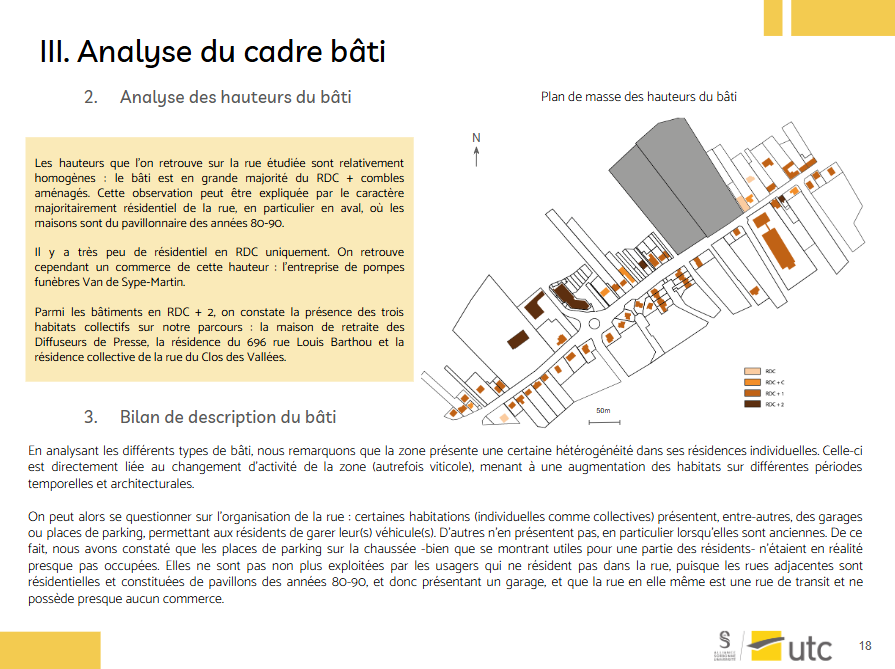 III. Analyse du cadre bâti
2. Analyse des hauteurs du bâti
Plan de masse des hauteurs du bâti
Les hauteurs que l'on retrouve sur la rue étudiée sont relativement
homogènes : le bâti est en grande majorité du RDC + combles
aménagés. Cette observation peut être expliquée par le caractère
majoritairement résidentiel de la rue, en particulier en aval, où les
maisons sont du pavillonnaire des années 80-90.
Il y a très peu de résidentiel en RDC uniquement. On retrouve
cependant un commerce de cette hauteur : l'entreprise de pompes
funèbres Van de Sype-Martin.
Parmi les bâtiments en RDC + 2, on constate la présence des trois
habitats collectifs sur notre parcours : la maison de retraite des
Diffuseurs de Presse, la résidence du 696 rue Louis Barthou et la
résidence collective de la rue du Clos des Vallées.
N
RDC
RDC + C
RDC + 1
RDC + 2
50m
3. Bilan de description du bâti
En analysant les différents types de bâti, nous remarquons que la zone présente une certaine hétérogénéité dans ses résidences individuelles. Celle-ci
est directement liée au changement d'activité de la zone (autrefois viticole), menant à une augmentation des habitats sur différentes périodes
temporelles et architecturales.
On peut alors se questionner sur l'organisation de la rue : certaines habitations (individuelles comme collectives) présentent, entre-autres, des garages
ou places de parking, permettant aux résidents de garer leur(s) véhicule(s). D'autres n'en présentent pas, en particulier lorsqu'elles sont anciennes. De ce
fait, nous avons constaté que les places de parking sur la chaussée -bien que se montrant utiles pour une partie des résidents- n'étaient en réalité
presque pas occupées. Elles ne sont pas non plus exploitées par les usagers qui ne résident pas dans la rue, puisque les rues adjacentes sont
résidentielles et constituées de pavillons des années 80-90, et donc présentant un garage, et que la rue en elle même est une rue de transit et ne
possède presque aucun commerce.
ALLIANCE
SORBONNE
UNIVERSITÉ
utc
18